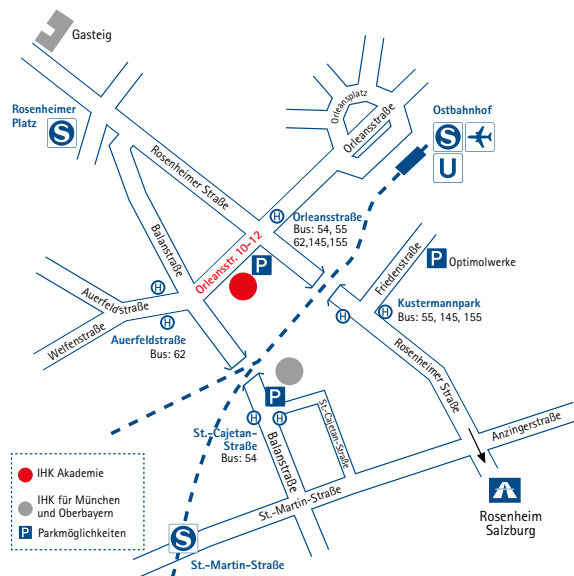 Gasteig
Rosenheimer
Platz
S
Orleansplatz
Orleansstraße
Ostbahnhof
S
U
Rosenheimer Straße
H
Orleansstraße
Bus: 54, 55
62,145,155
Orleansstr. 10–12
P
Balanstraße
Friedenstraße
P
Optimolwerke
H
Auerfeldstraße
Welfenstraße
H
Auerfeldstraße
Bus: 62
H
H
Kustermannpark
Bus: 55, 145, 155
Rosenheimer Straße
P
H
H
St.-Cajetan-
Straße
Bus: 54
Balanstraße
St.-Cajetan-Straße
Anzingerstraße
St.-Martin-Straße
S
St.-Martin-Straße
Rosenheim
Salzburg
IHK Akademie
IHK für München
und Oberbayern
P
Parkmöglichkeiten